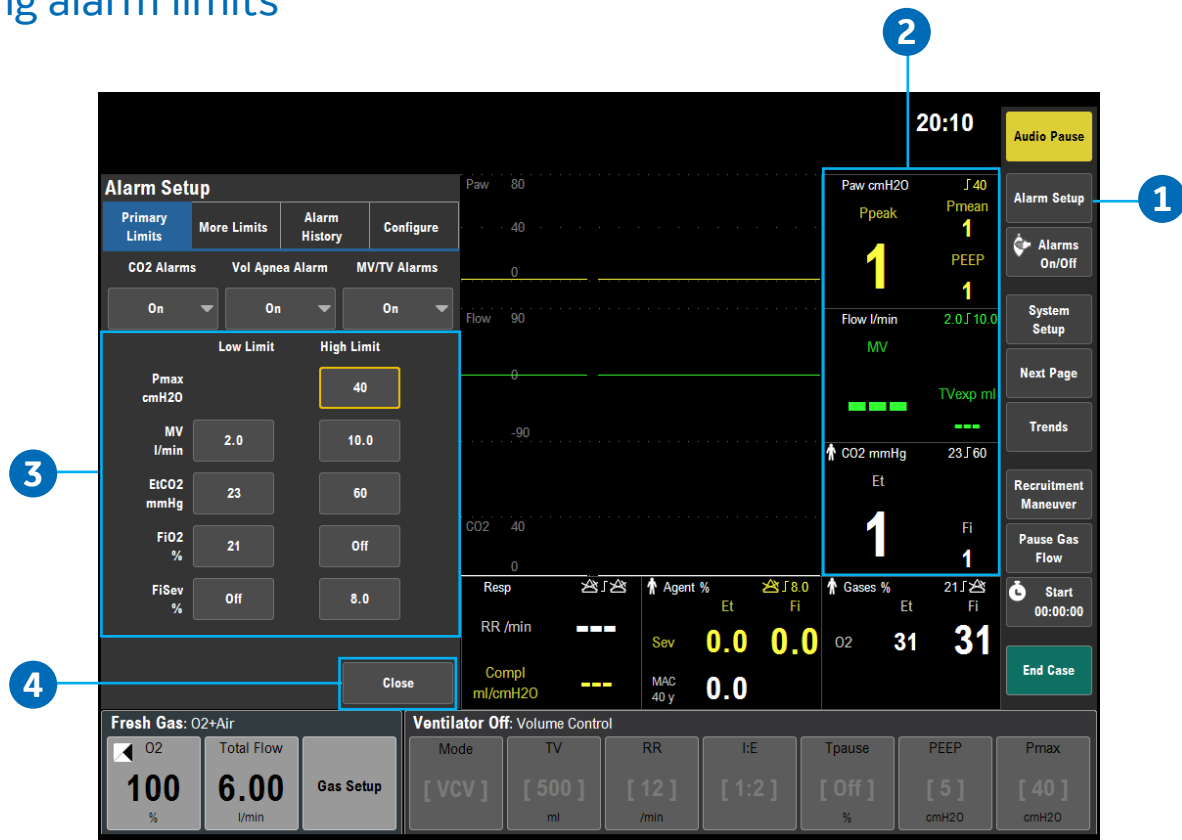 ng alarm limits
2
20:10
Audio Pause
Alarm Setup
1
Alarms
On/Off
System
Setup
Next Page
Trends
Recruitment
Maneuver
Pause Gas
Flow
Start
00:00:00
End Case
Alarm Setup
Primary
Limits
More Limits
Alarm
History
Configure
CO2 Alarms
Vol Apnea Alarm
MV/TV Alarms
On
On
On
3
Low Limit
High Limit
Pmax
cmH2O
40
MV
l/min
2.0
10.0
EtCO2
mmHg
23
60
FiO2
%
21
Off
FiSev
%
Off
8.0
4
Close
Paw
80
40
0
Flow
90
0
-90
CO2
40
0
Paw cmH2O
40
Ppeak
Pmean
1
1
PEEP
1
Flow l/min
2.0 10.0
MV
---
TVexp ml
---
CO2 mmHg
23 60
Et
1
Fi
1
Resp
RR /min
---
Compl
ml/cmH2O
---
Agent %
8.0
Et
Fi
Sev
0.0
0.0
MAC
40 y
0.0
Gases %
21
Et
Fi
O2
31
31
Fresh Gas: O2+Air
O2
100
%
Total Flow
6.00
l/min
Gas Setup
Ventilator Off: Volume Control
Mode
[ VCV ]
TV
[ 500 ]
ml
RR
[ 12 ]
/min
I:E
[ 1:2 ]
Tpause
[ Off ]
%
PEEP
[ 5 ]
cmH2O
Pmax
[ 40 ]
cmH2O